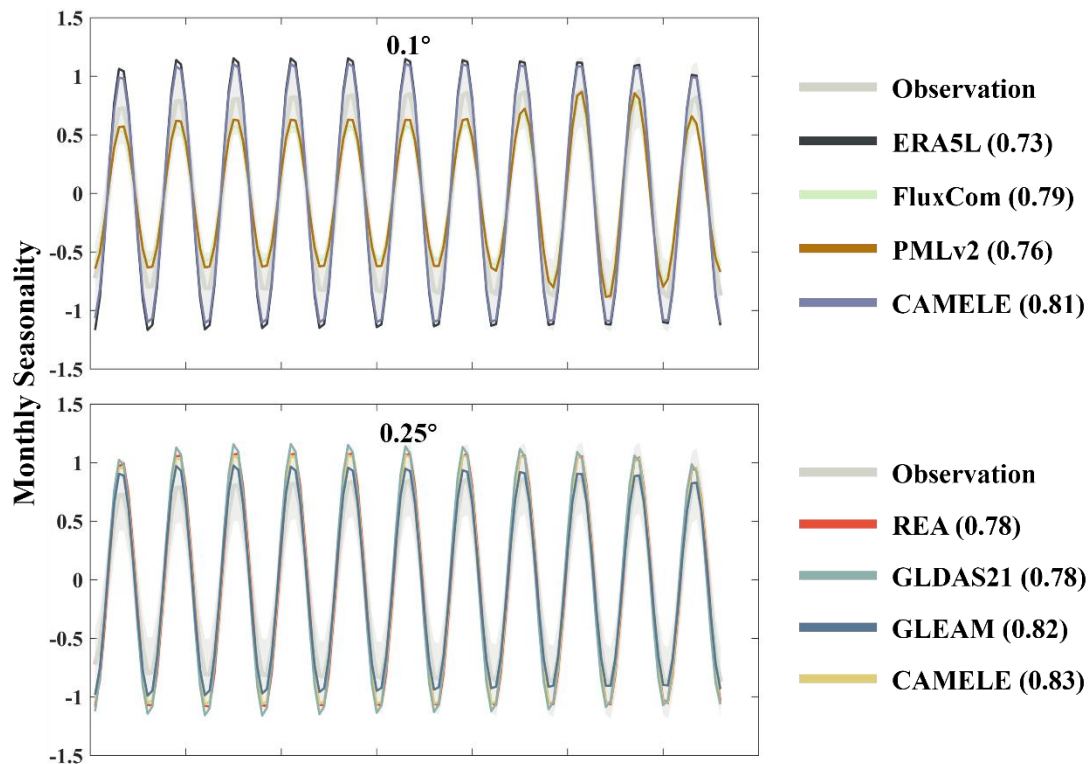 Monthly Seasonality
0.1°
1.5
1
0.5
0
-0.5
-1
-1.5
Observation
ERA5L (0.73)
FluxCom (0.79)
PMLv2 (0.76)
CAMELE (0.81)
0.25°
1.5
1
0.5
0
-0.5
-1
-1.5
Observation
REA (0.78)
GLDAS21 (0.78)
GLEAM (0.82)
CAMELE (0.83)